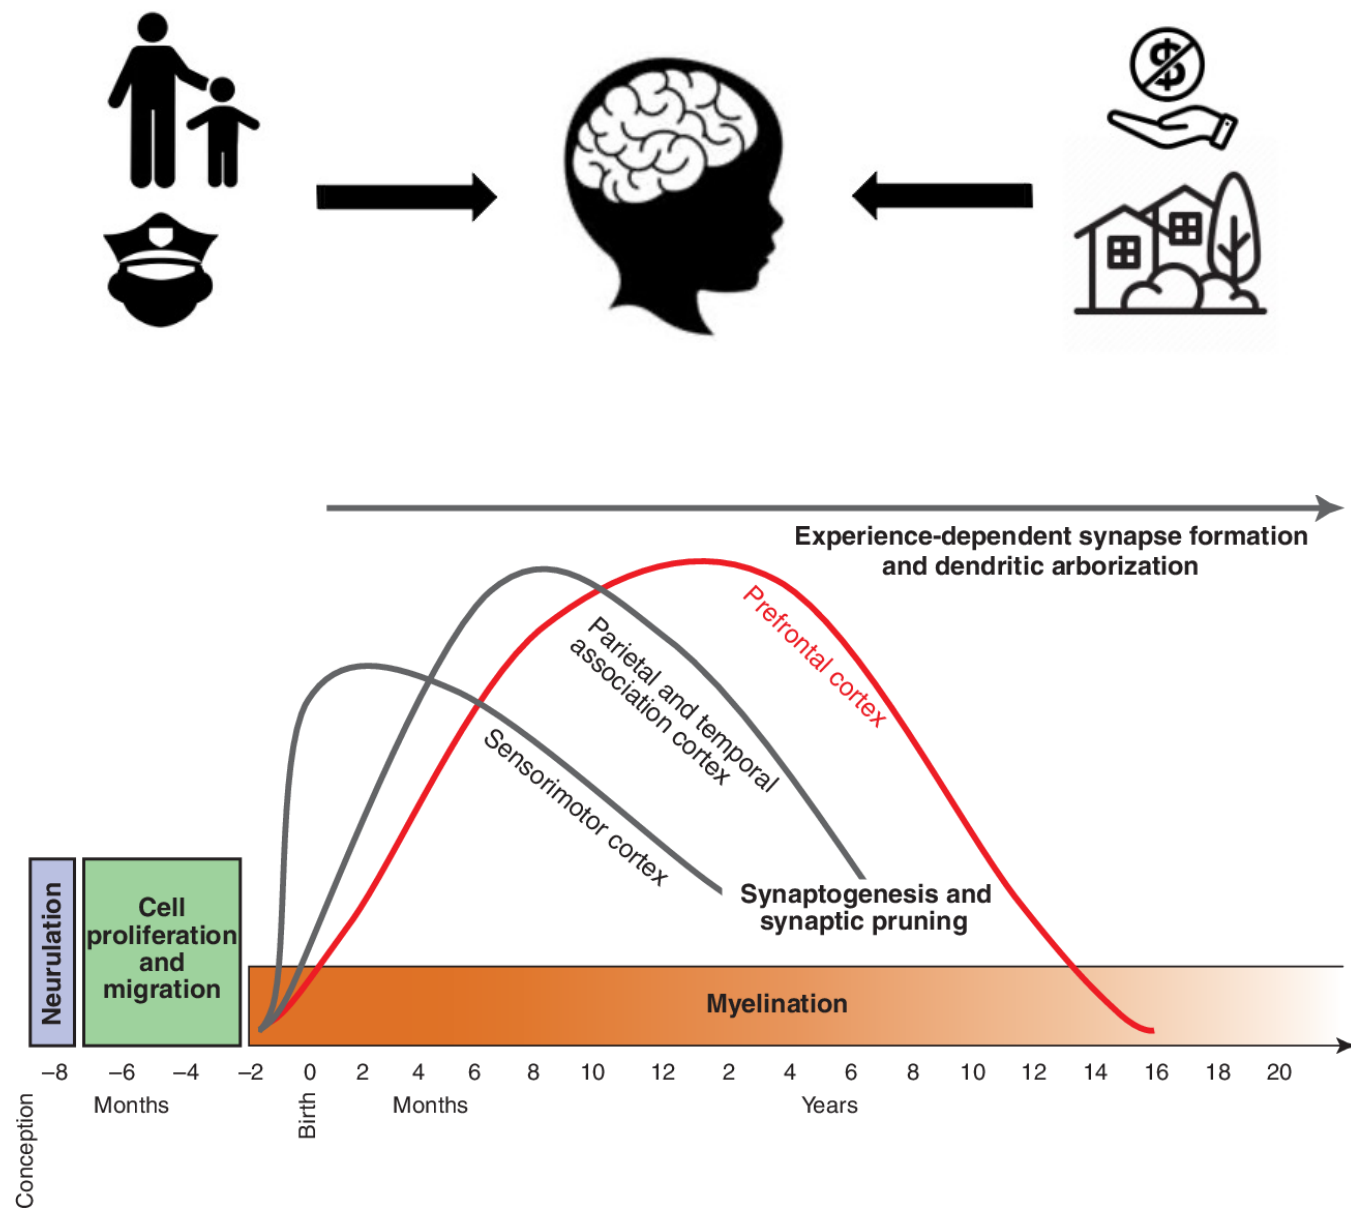 $
Experience-dependent synapse formation
and dendritic arborization
Prefrontal cortex
Parietal and temporal
association cortex
Sensorimotor cortex
Synaptogenesis and
synaptic pruning
Neurulation
Cell
proliferation
and
migration
Myelination
–8 –6 –4 –2 0 2 4 6 8 10 12 2 4 6 8 10 12 14 16 18 20
Conception
Months
Birth
Months
Years